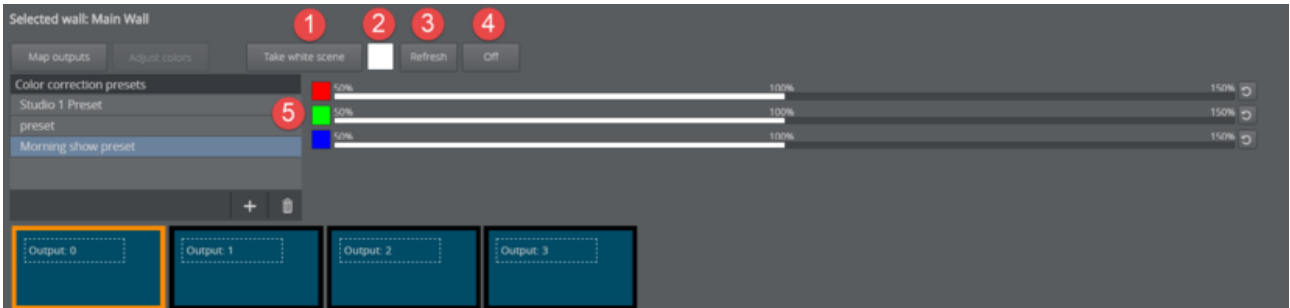 Selected wall: Main Wall
1 2 3 4
Map outputs Adjust colors Take white scene Refresh Off
Color correction presets
50% 100% 150%
Studio 1 Preset
5
50% 100% 150%
preset
50% 100% 150%
Morning show preset
+
Output: 0 Output: 1 Output: 2 Output: 3